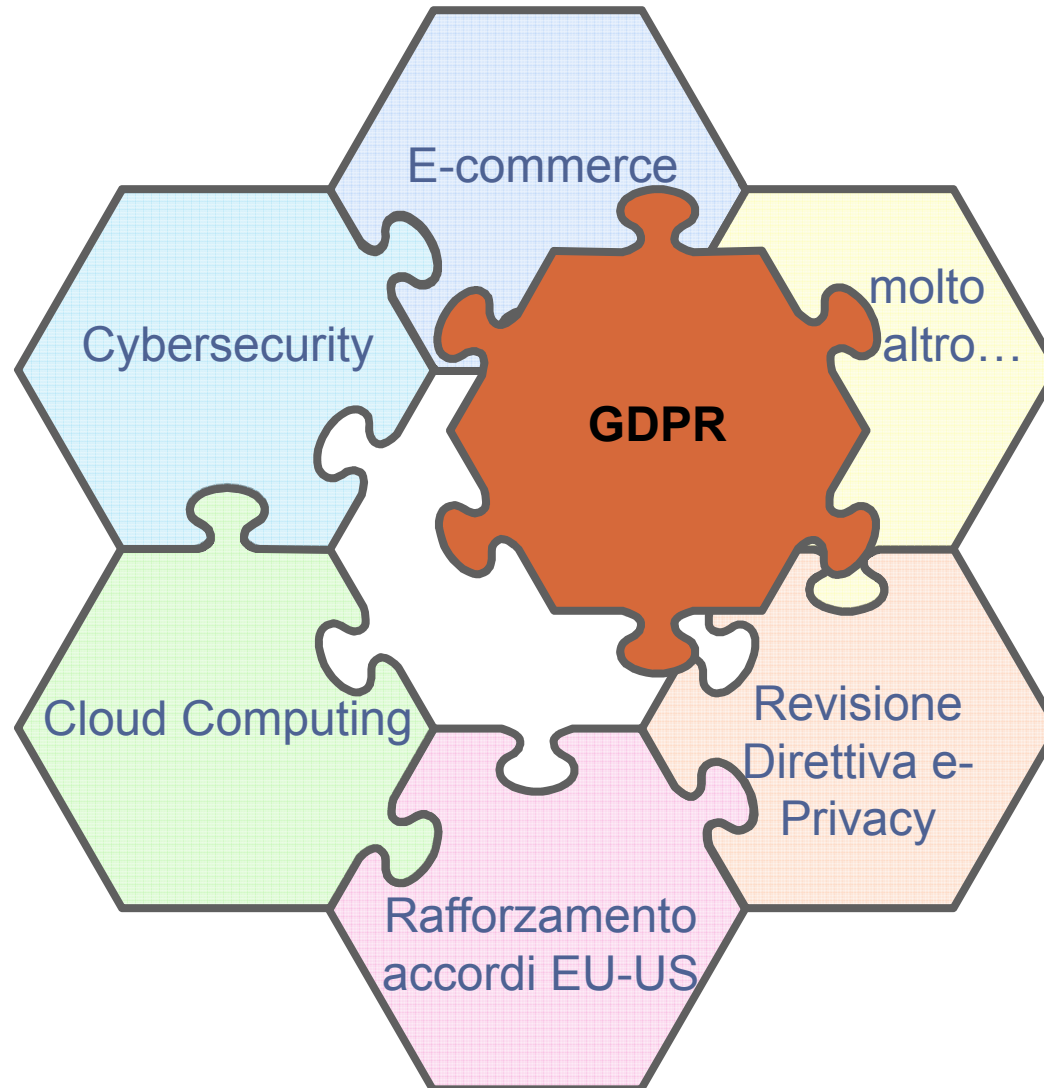 E-commerce
molto
altro…
Cybersecurity
GDPR
Cloud Computing
Revisione
Direttiva e-
Privacy
Rafforzamento
accordi EU-US